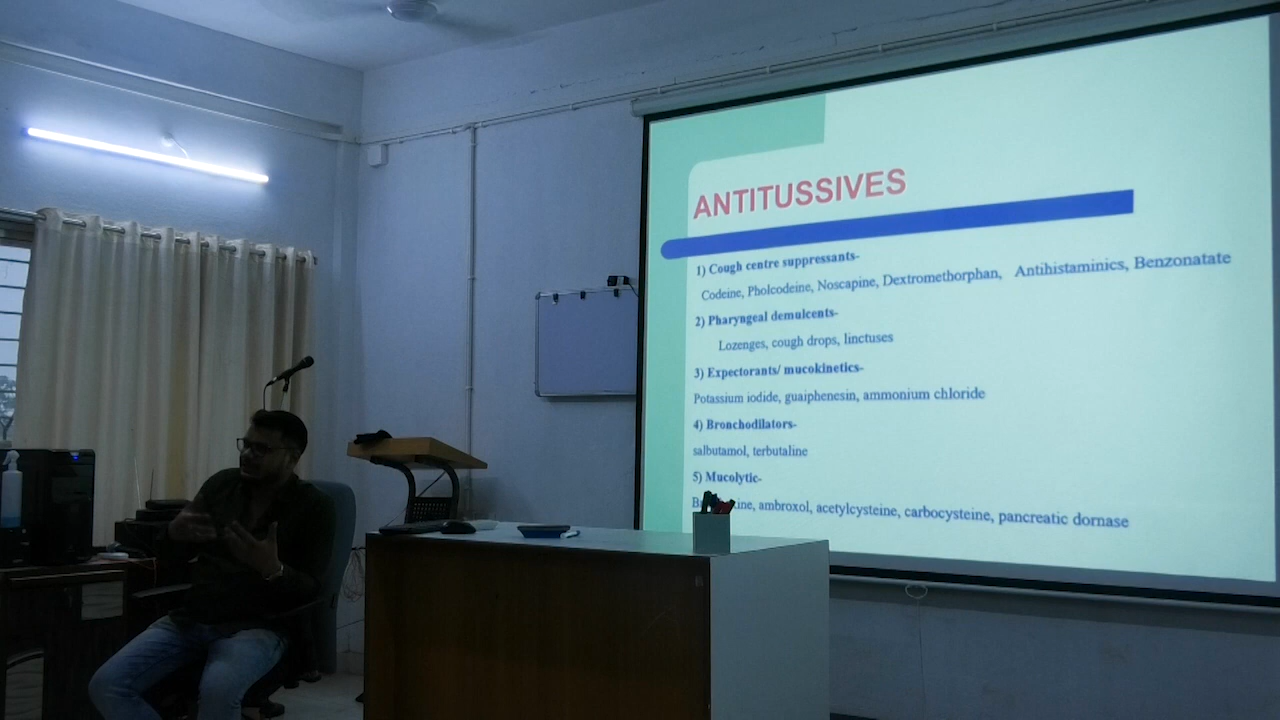 ANTITUSSIVES
1) Cough centre suppressants-
Codeine, Pholcodeine, Noscapine, Dextromethorphan, Antihistaminics, Benzonatate
2) Pharyngeal demulcents-
Lozenges, cough drops, linctuses
3) Expectorants/ mucokinetics-
Potassium iodide, guaiphenesin, ammonium chloride
4) Bronchodilators-
salbutamol, terbutaline
5) Mucolytic-
ambroxol, acetylcysteine, carbocysteine, pancreatic dornase